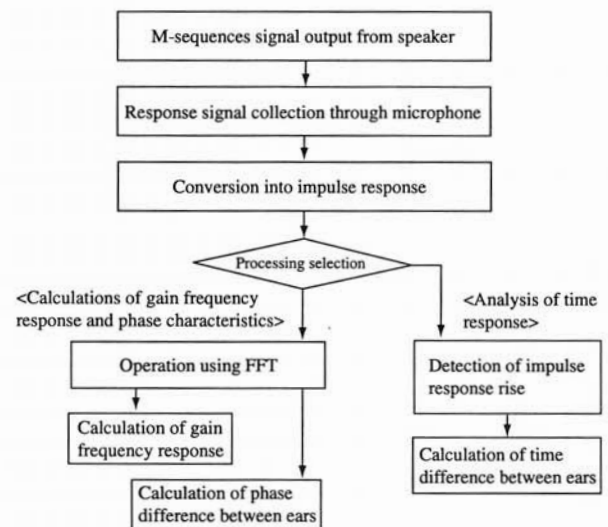 M-sequences signal output from speaker
Response signal collection through microphone
Conversion into impulse response
Processing selection
<Calculations of gain frequency
response and phase characteristics>
<Analysis of time
response>
Operation using FFT
Detection of impulse
response rise
Calculation of gain
frequency response
Calculation of time
difference between ears
Calculation of phase
difference between ears